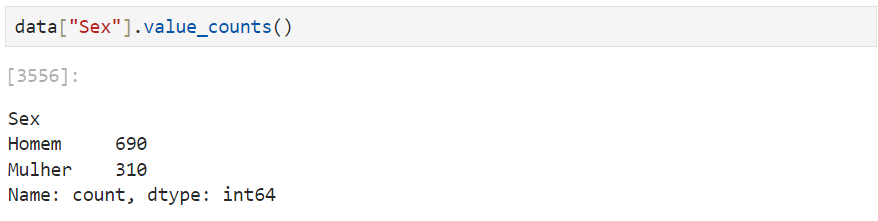 data["Sex"].value_counts()
[3556]:
Sex
Homem     690
Mulher    310
Name: count, dtype: int64